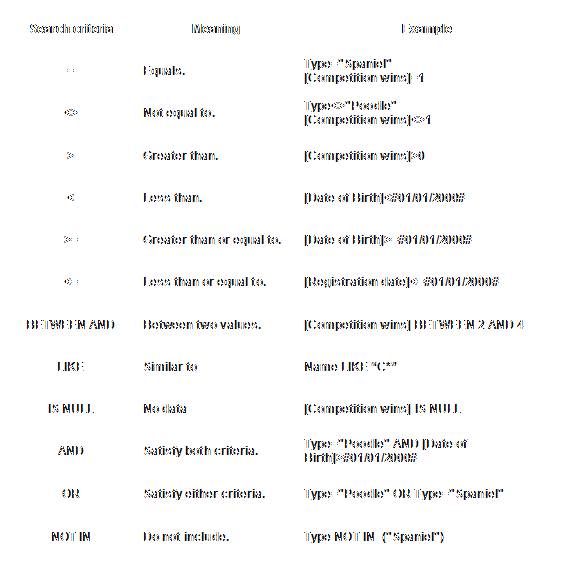 Search criteria Meaning Example
= Equals. Type="Spaniel"
[Competition wins]=1
<> Not equal to. Type<>"Poodle"
[Competition wins]<>1
> Greater than. [Competition wins]>0
< Less than. [Date of Birth]<#01/01/2000#
>= Greater than or equal to. [Date of Birth]>=#01/01/2000#
<= Less than or equal to. [Registration date]<=#01/01/2000#
BETWEEN AND Between two values. [Competition wins] BETWEEN 2 AND 4
LIKE Similar to Name LIKE "C*"
IS NULL No data [Competition wins] IS NULL
AND Satisfy both criteria. Type="Poodle" AND [Date of
Birth]>#01/01/2000#
OR Satisfy either criteria. Type="Poodle" OR Type="Spaniel"
NOT IN Do not include. Type NOT IN ("Spaniel")